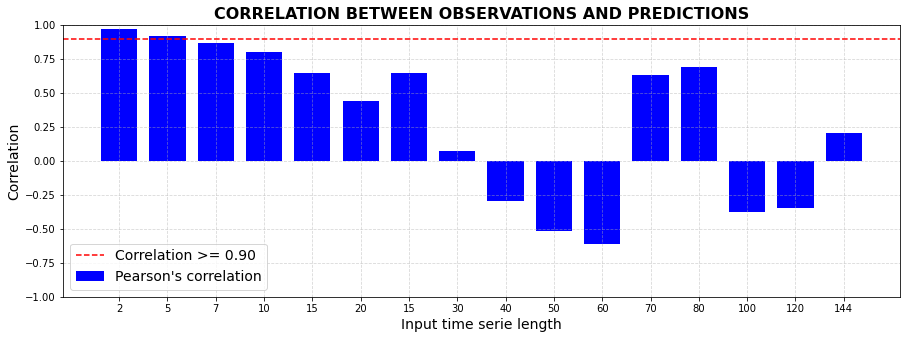 CORRELATION BETWEEN OBSERVATIONS AND PREDICTIONS
1.00
0.75
0.50
0.25
0.00
−0.25
−0.50
−0.75
−1.00
Correlation
Correlation >= 0.90
Pearson's correlation
2 5 7 10 15 20 15 30 40 50 60 70 80 100 120 144
Input time serie length